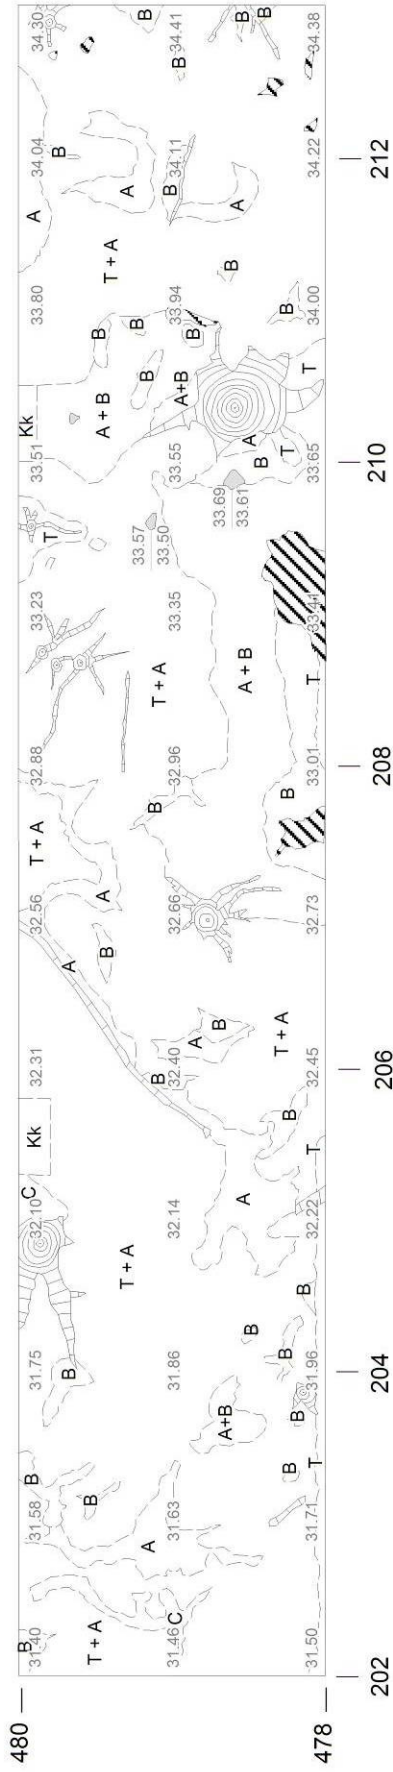 34.30
34.41
34.38
B
B
B
B
34.04
34.11
34.22
212
B
A
B
A
A
T + A
B
33.80
33.94
34.00
B
B
B
B
B
A+B
A + B
Kk
T
33.51
33.55
33.65
210
A
B
T
33.69
33.61
33.57
33.50
T
33.23
33.35
33.41
T + A
A + B
T
32.88
32.96
33.01
208
B
B
T + A
A
32.56
32.66
32.73
A
B
B
A
T + A
32.31
32.40
32.45
206
B
B
Kk
T
C
A
32.10
32.14
32.22
T + A
B
B
B
31.75
31.86
31.96
204
B
B
A+B
B
T
B
B
31.58
31.63
31.71
A
C
T + A
B
31.40
31.46
31.50
202
480
478